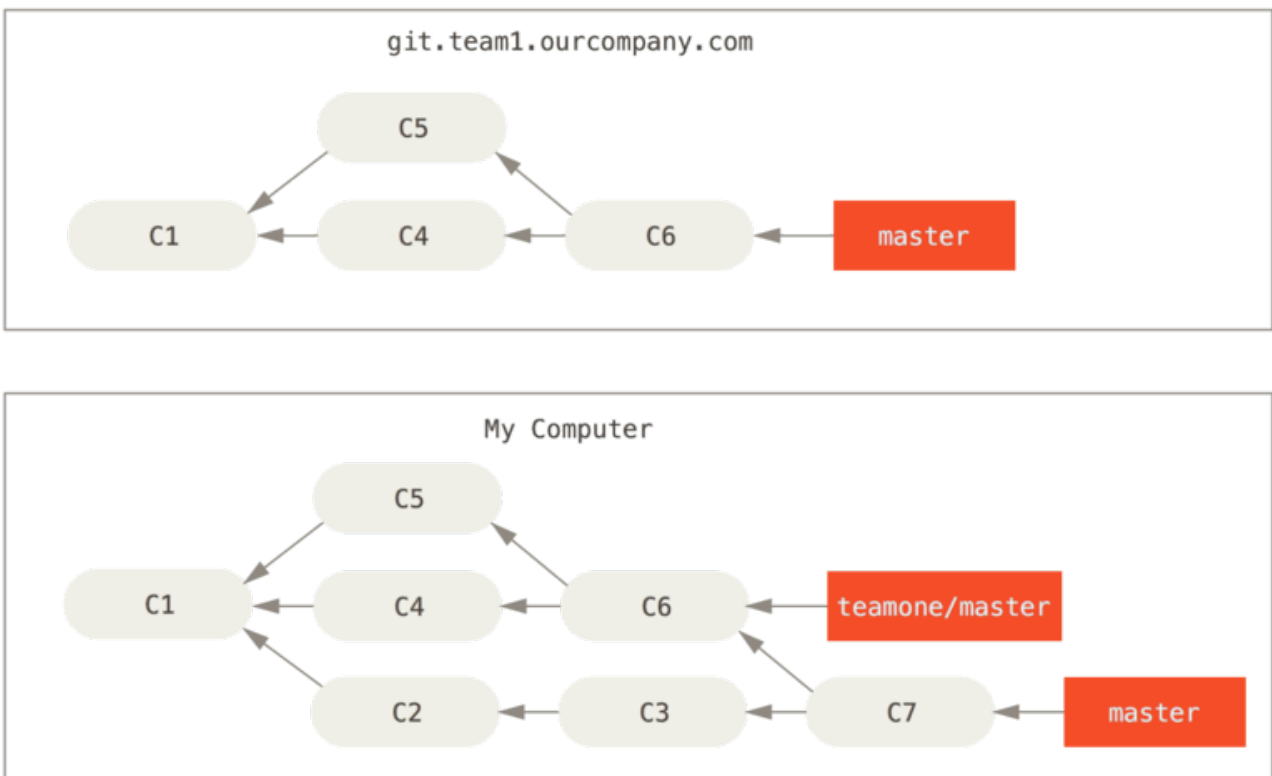 git.team1.ourcompany.com
C5
C1
C4
C6
master
My Computer
C5
C1
C4
C6
teamone/master
C2
C3
C7
master